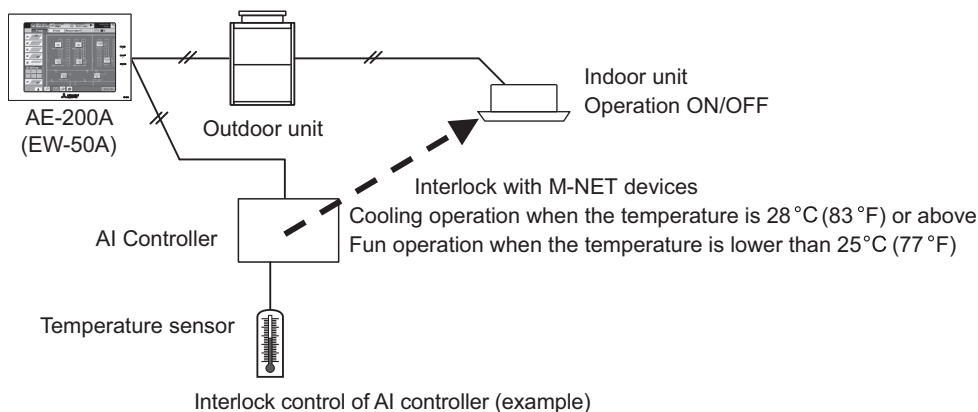 AE-200A
(EW-50A)
Outdoor unit
Indoor unit
Operation ON/OFF
Interlock with M-NET devices
Cooling operation when the temperature is 28°C (83°F) or above
Fun operation when the temperature is lower than 25°C (77°F)
AI Controller
Temperature sensor
Interlock control of AI controller (example)